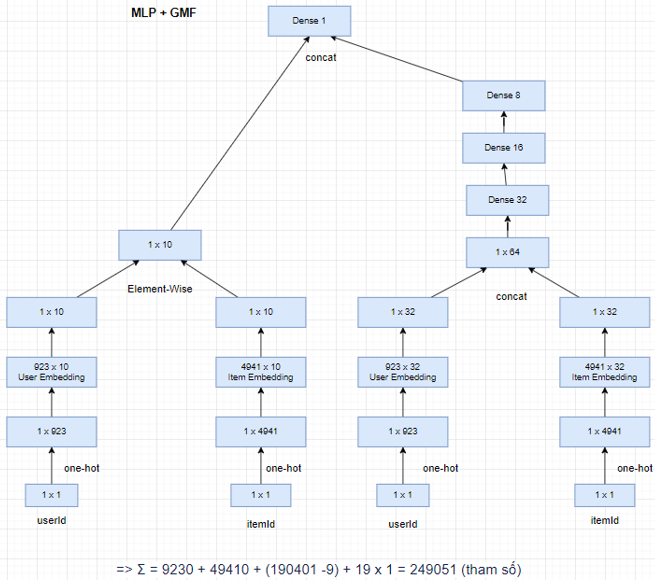 MLP + GMF
Dense 1
concat
Dense 8
Dense 16
Dense 32
1 x 10
1 x 64
Element-Wise
concat
1 x 10
1 x 10
1 x 32
1 x 32
923 x 10
User Embedding
4941 x 10
Item Embedding
923 x 32
User Embedding
4941 x 32
Item Embedding
1 x 923
1 x 4941
1 x 923
1 x 4941
one-hot
one-hot
one-hot
one-hot
1 x 1
1 x 1
1 x 1
1 x 1
userId
itemId
userId
itemId
=> Σ = 9230 + 49410 + (190401 -9) + 19 x 1 = 249051 (tham số)